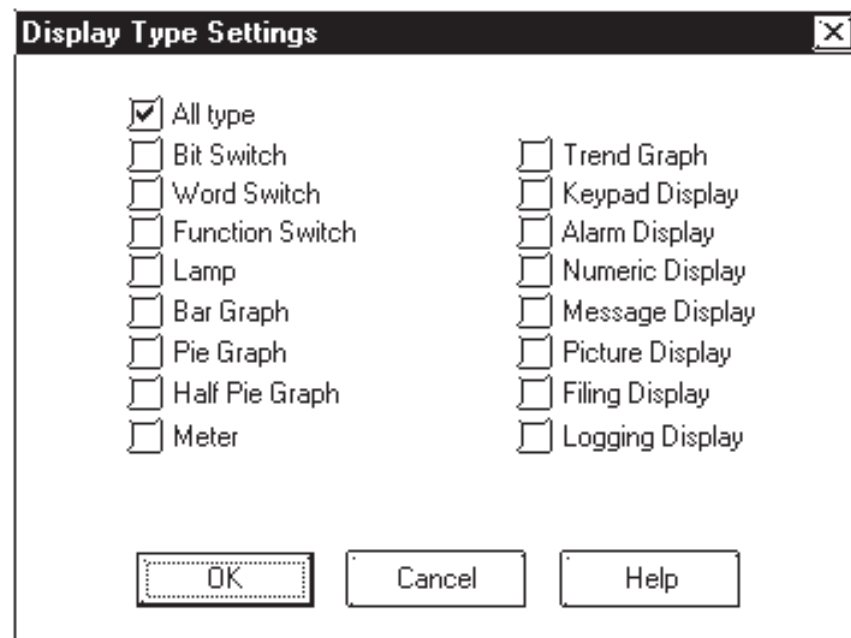 Display Type Settings
All type
Bit Switch
Word Switch
Function Switch
Lamp
Bar Graph
Pie Graph
Half Pie Graph
Meter
Trend Graph
Keypad Display
Alarm Display
Numeric Display
Message Display
Picture Display
Filing Display
Logging Display
OK
Cancel
Help